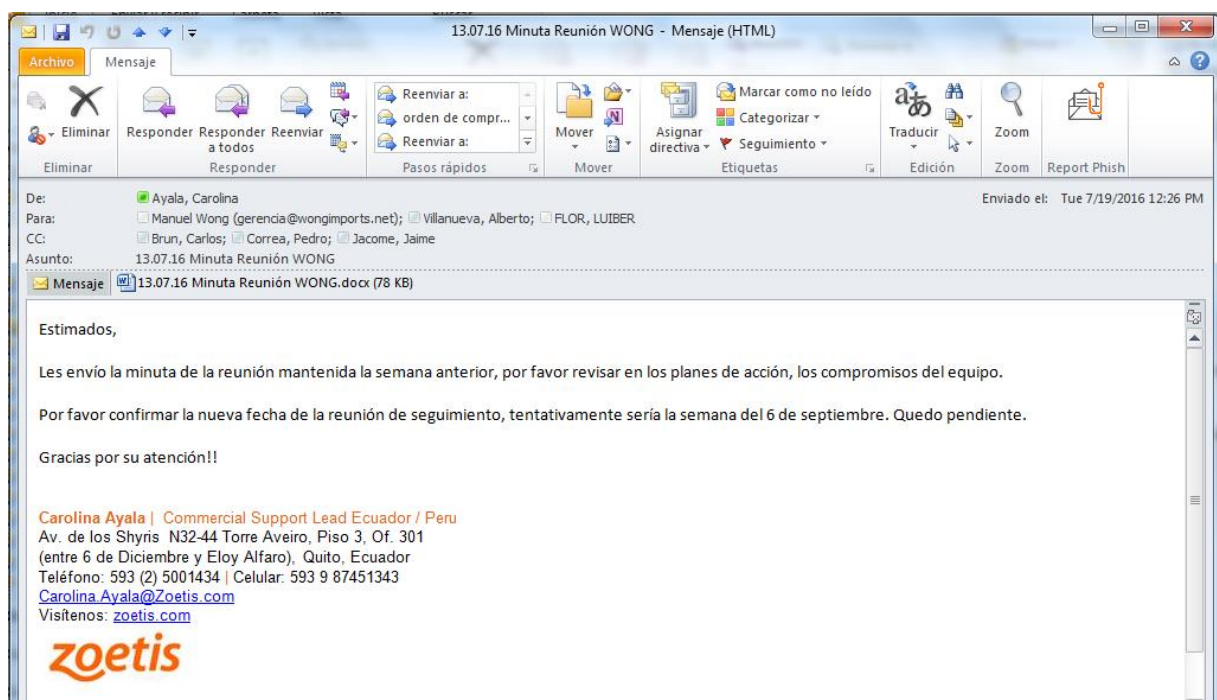 13.07.16 Minuta Reunión WONG - Mensaje (HTML)
Archivo Mensaje
Eliminar
Responder Responder a todos Reenviar
Reenviar a:
orden de compr...
Reenviar a:
Mover
Asignar directiva
Marcar como no leído
Categorizar
Seguimiento
Traducir
Zoom
Eliminar Responder Pasos rápidos Mover Etiquetas Edición Zoom Report Phish
De: Ayala, Carolina Enviado el: Tue 7/19/2016 12:26 PM
Para: Manuel Wong (gerencia@wongimports.net); Villanueva, Alberto; FLOR, LUIBER
CC: Brun, Carlos; Correa, Pedro; Jacome, Jaime
Asunto: 13.07.16 Minuta Reunión WONG
Mensaje 13.07.16 Minuta Reunión WONG.docx (78 KB)
Estimados,
Les envío la minuta de la reunión mantenida la semana anterior, por favor revisar en los planes de acción, los compromisos del equipo.
Por favor confirmar la nueva fecha de la reunión de seguimiento, tentativamente sería la semana del 6 de septiembre. Quedo pendiente.
Gracias por su atención!!
Carolina Ayala | Commercial Support Lead Ecuador / Peru
Av. de los Shyris N32-44 Torre Aveiro, Piso 3, Of. 301
(entre 6 de Diciembre y Eloy Alfaro), Quito, Ecuador
Teléfono: 593 (2) 5001434 | Celular: 593 9 87451343
Carolina.Ayala@Zoetis.com
Visítenos: zoetis.com
zoetis